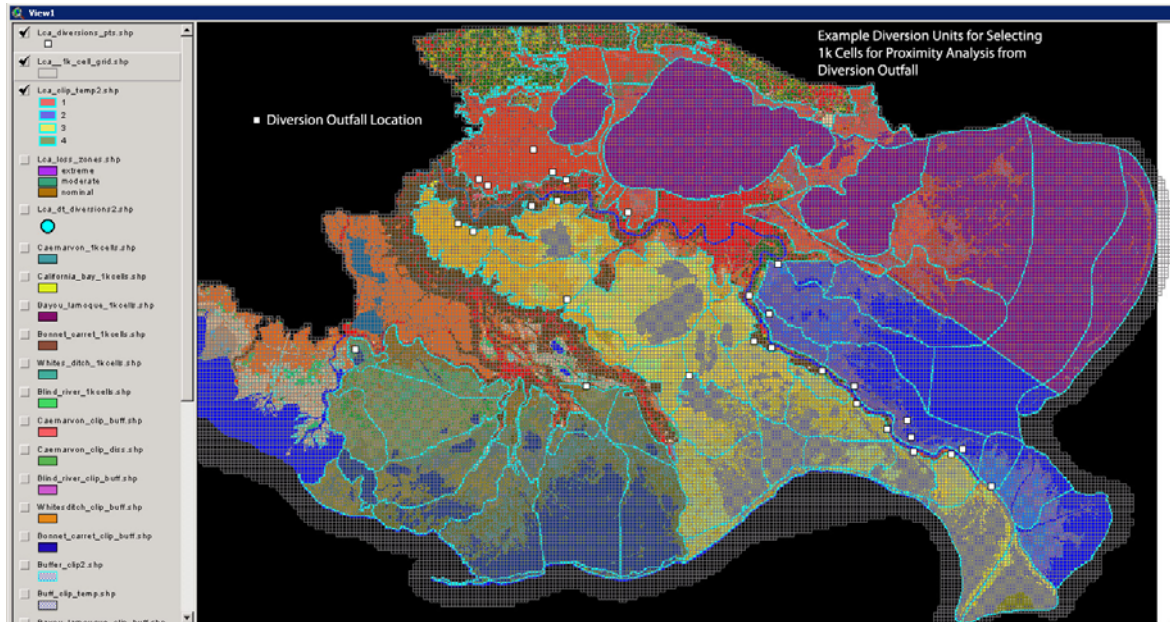 View1
Lca_diversions_pts.shp
Lca__1k_cell_grid.shp
Lca_clip_temp2.shp
1
2
3
4
Lca_loss_zones.shp
extreme
moderate
nominal
Lca_dt_diversions2.shp
Caernarvon_1kcells.shp
California_bay_1kcells.shp
Bayou_lamoque_1kcells.shp
Bonnet_carret_1kcells.shp
Whites_ditch_1kcells.shp
Blind_river_1kcells.shp
Caernarvon_clip_buff.shp
Caernarvon_clip_diss.shp
Blind_river_clip_buff.shp
Whitesditch_clip_buff.shp
Bonnet_carret_clip_buff.shp
Buffer_clip2.shp
Buff_clip_temp.shp
Example Diversion Units for Selecting
1k Cells for Proximity Analysis from
Diversion Outfall
Diversion Outfall Location